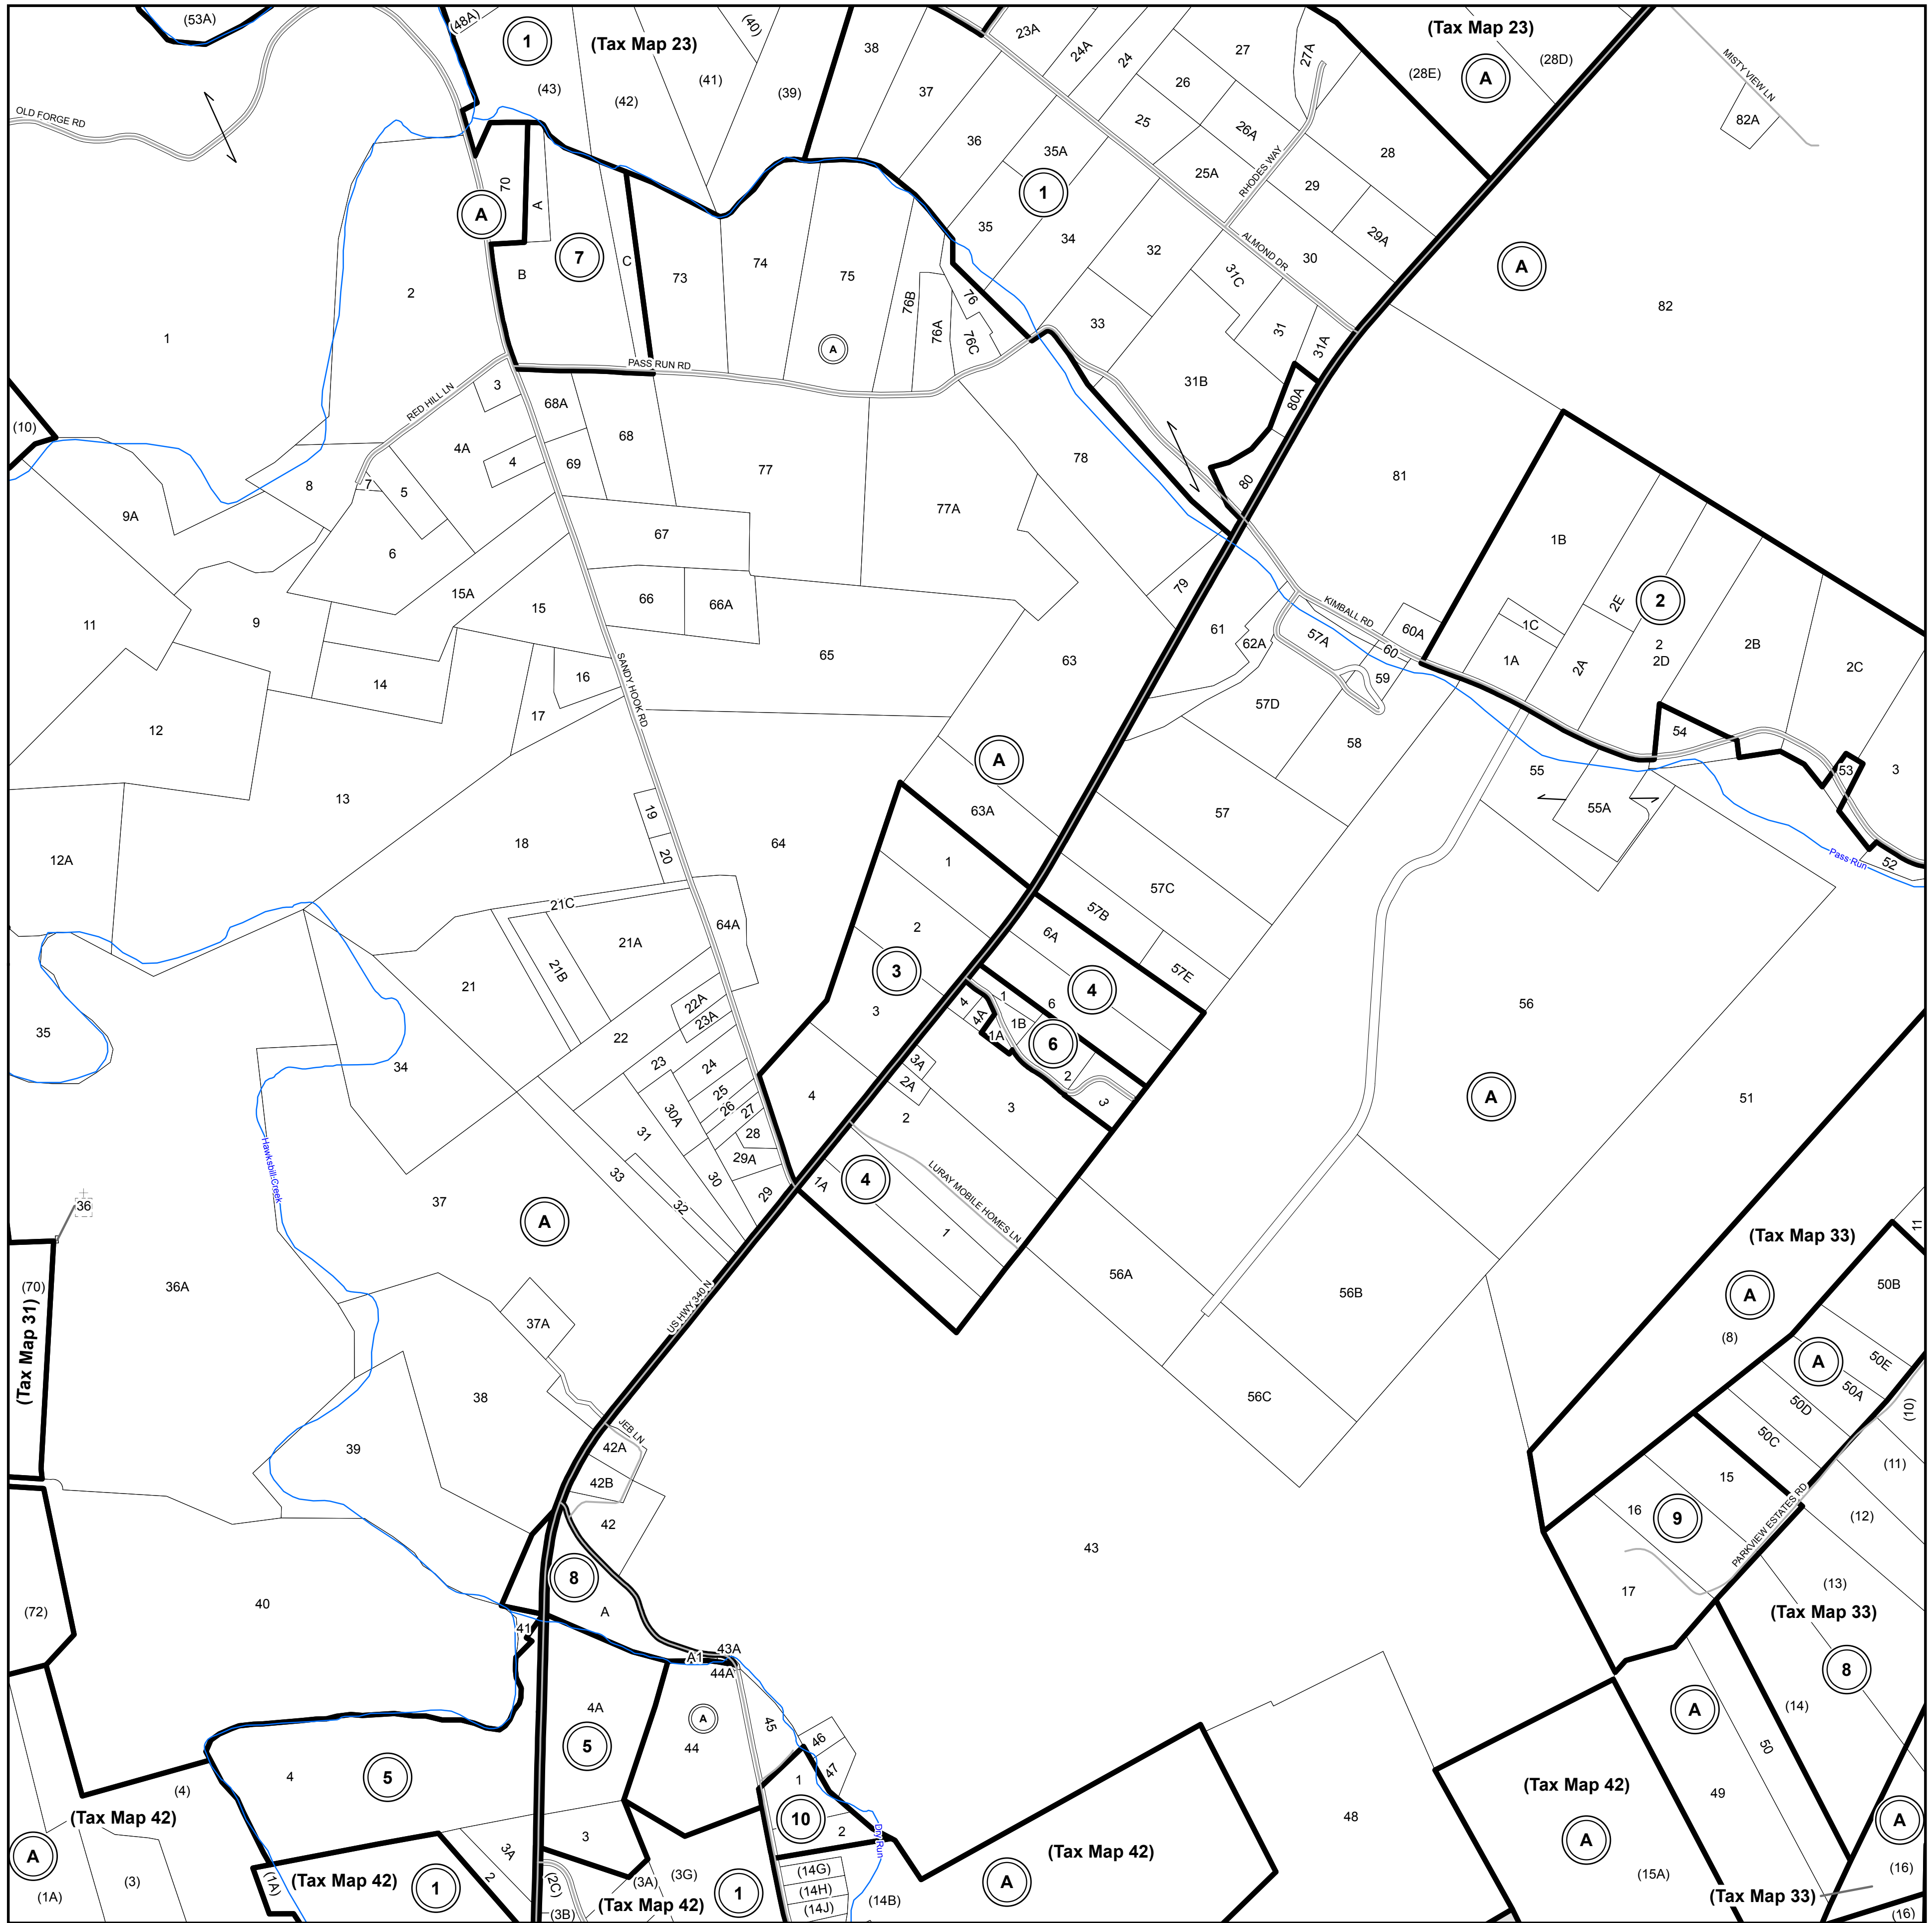 (53A)
(48A)
1
(Tax Map 23)
(40)
(43)
(42)
(41)
(39)
38
37
23A
24A
24
27
27A
26
25
(Tax Map 23)
(28E)
A
(28D)
MISTY VIEW LN
82A
OLD FORGE RD
36
35A
26A
28
25A
RHODES WAY
29
1
A
70
A
7
B
C
73
74
75
A
76B
76A
76
76C
35
34
32
33
31C
ALMOND DR
30
29A
31
31A
31B
80A
80
A
82
1
2
PASS RUN RD
RED HILL LN
3
68A
68
4A
4
69
(10)
8
7
5
9A
6
67
77
77A
78
81
79
1B
2E
2
1C
1A
2A
2
2D
2B
2C
3
54
53
52
11
9
15A
15
66
66A
65
63
61
62A
57A
KIMBALL RD
60A
60
59
57D
58
14
16
17
SANDY HOOK RD
12
13
18
19
20
64
A
63A
57
55
55A
Pass Run
12A
21C
21A
21B
64A
21
22
22A
23A
23
24
25
26
27
28
29A
29
30A
30
31
32
33
1
2
3
3
4
57C
57B
57E
6A
4
6
1
1B
4
4A
1A
6
2
3
3A
2A
2
3
56
A
51
35
34
Hawksbill Creek
36
37
A
1A
4
1
LURAY MOBILE HOMES LN
56A
56B
56C
(Tax Map 33)
11
A
50B
(8)
A
50E
50A
50D
50C
(10)
(11)
(12)
(70)
(Tax Map 31)
36A
US HWY 340 N
37A
38
39
JEB LN
42A
42B
42
43
15
16
9
17
PARKVIEW ESTATES RD
(13)
(Tax Map 33)
8
(14)
(72)
40
8
A
41
A1
43A
44A
4A
5
A
44
45
46
47
1
10
2
Dry Run
4
5
(4)
(Tax Map 42)
A
(1A)
(3)
(1A)
(Tax Map 42)
1
3A
2
3
(2C)
(3B)
(3A)
(3G)
(Tax Map 42)
1
(14G)
(14H)
(14J)
(14B)
A
(Tax Map 42)
48
(Tax Map 42)
A
(15A)
A
49
50
(Tax Map 33)
A
(16)
(16)